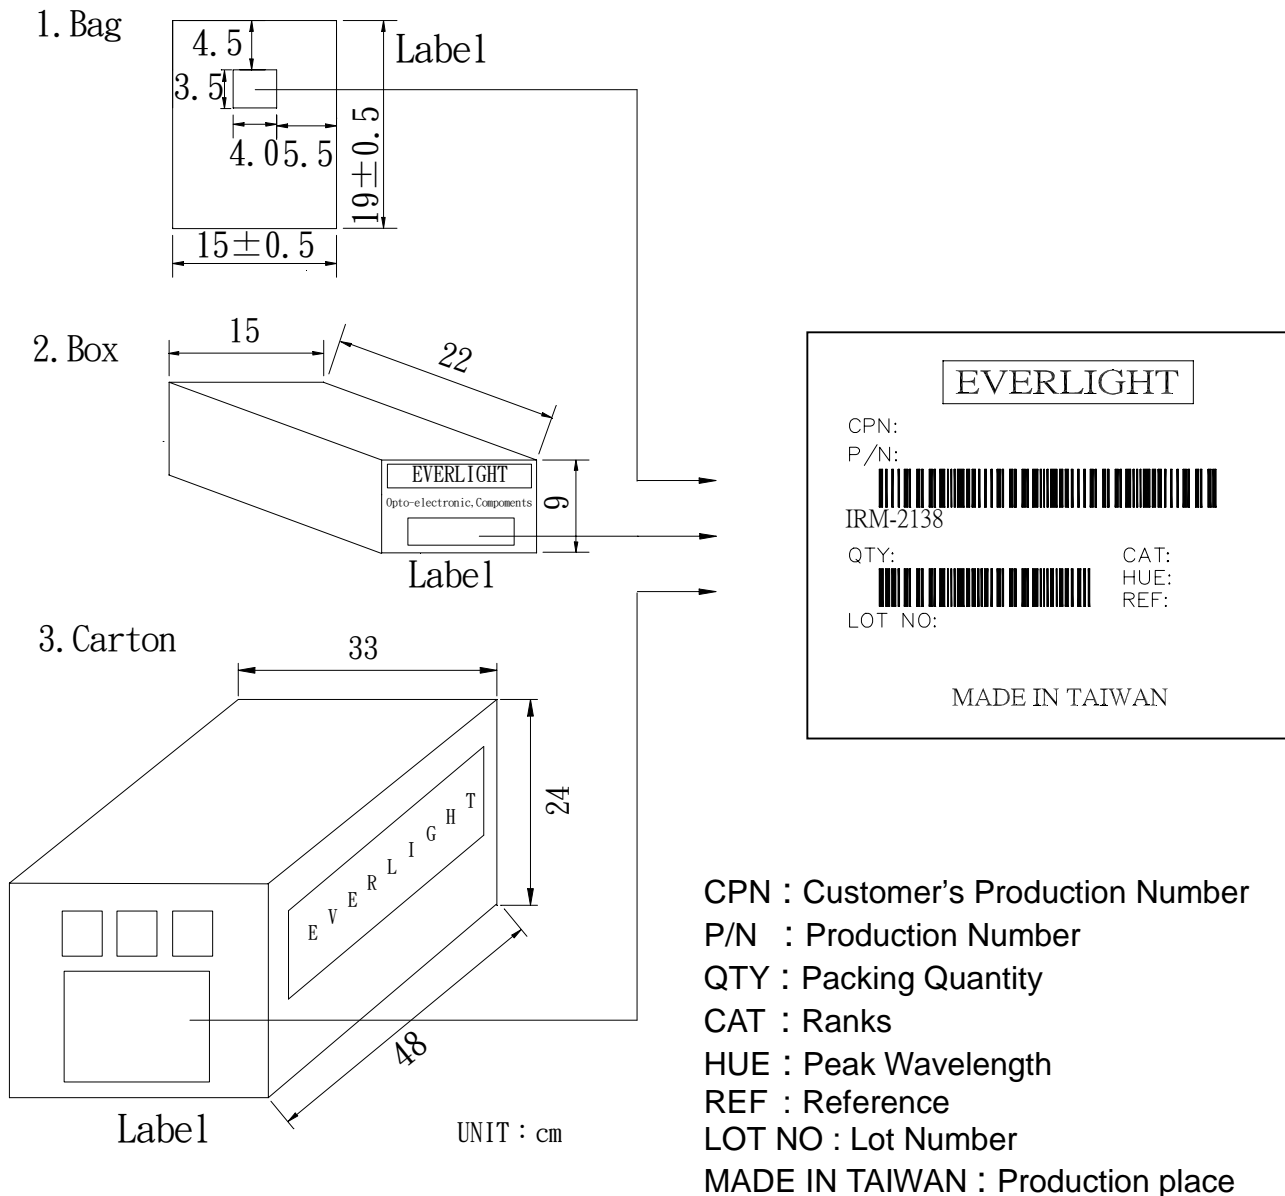 1. Bag
4.5
Label
3.5
4.0
5.5
19±0.5
15±0.5
2. Box
15
22
EVERLIGHT
Opto-electronic,Compoments
9
Label
3. Carton
33
24
EVERLIGHT
48
Label
UNIT：cm
EVERLIGHT
CPN:
P/N:
IRM-2138
QTY:
CAT:
HUE:
REF:
LOT NO:
MADE IN TAIWAN
CPN：Customer’s Production Number
P/N ：Production Number
QTY：Packing Quantity
CAT：Ranks
HUE：Peak Wavelength
REF：Reference
LOT NO : Lot Number
MADE IN TAIWAN：Production place